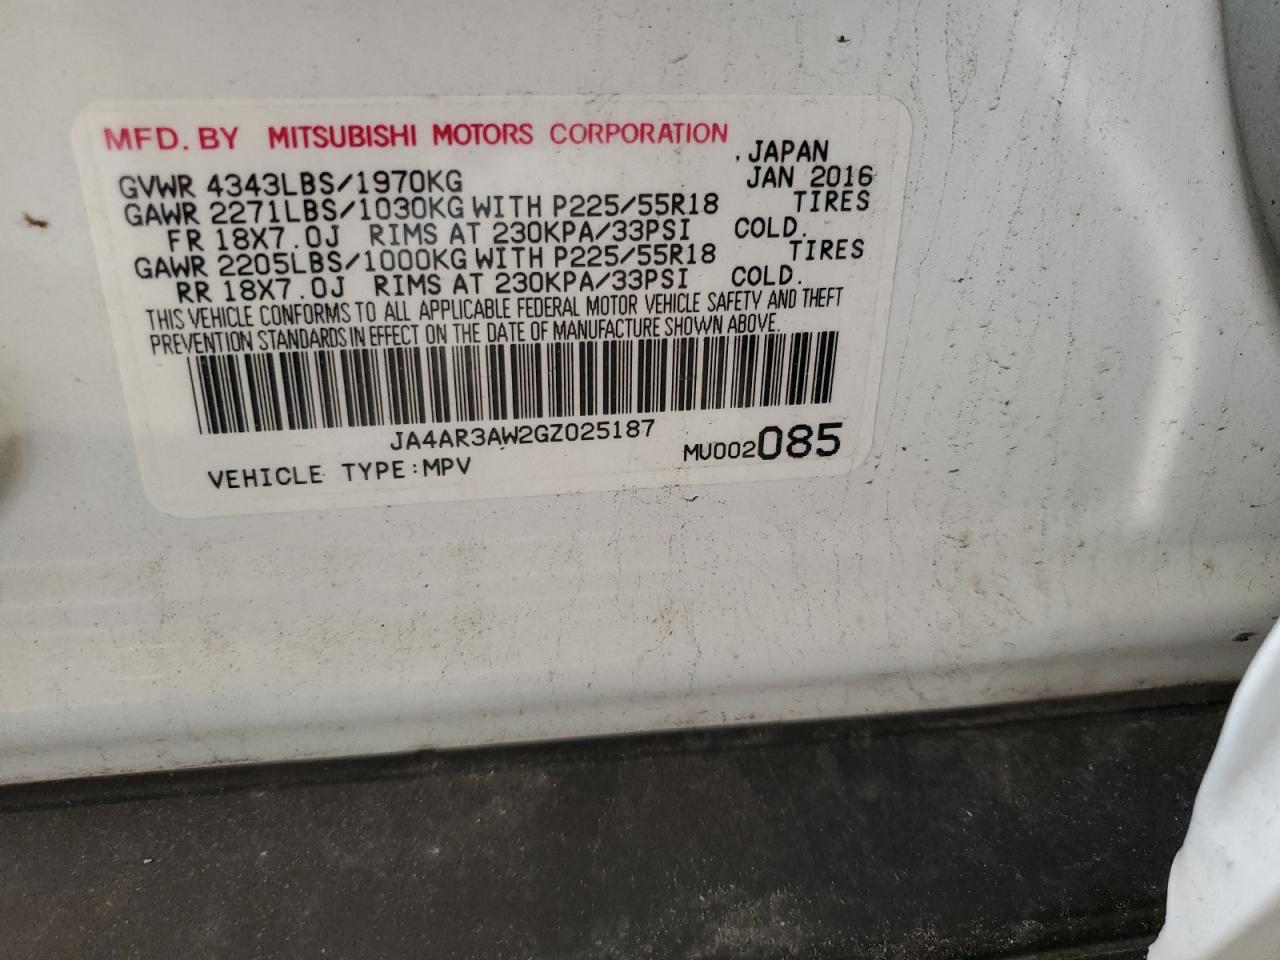 MFD. BY MITSUBISHI MOTORS CORPORATION
, JAPAN
GVWR 4343LBS/1970KG JAN 2016
GAWR 2271LBS/1030KG WITH P225/55R18 TIRES
FR 18X7.0J RIMS AT 230KPA/33PSI COLD.
GAWR 2205LBS/1000KG WITH P225/55R18 TIRES
RR 18X7.0J RIMS AT 230KPA/33PSI COLD.
THIS VEHICLE CONFORMS TO ALL APPLICABLE FEDERAL MOTOR VEHICLE SAFETY AND THEFT
PREVENTION STANDARDS IN EFFECT ON THE DATE OF MANUFACTURE SHOWN ABOVE.
JA4AR3AW2GZ025187
VEHICLE TYPE:MPV MU002085